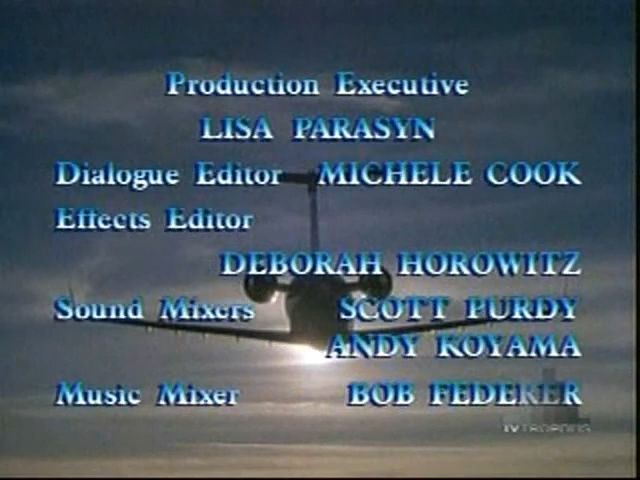 Production Executive
LISA PARASYN
Dialogue Editor MICHELE COOK
Effects Editor
DEBORAH HOROWITZ
Sound Mixers SCOTT PURDY
ANDY KOYAMA
Music Mixer BOB FEDERER
TVTROPOLIS